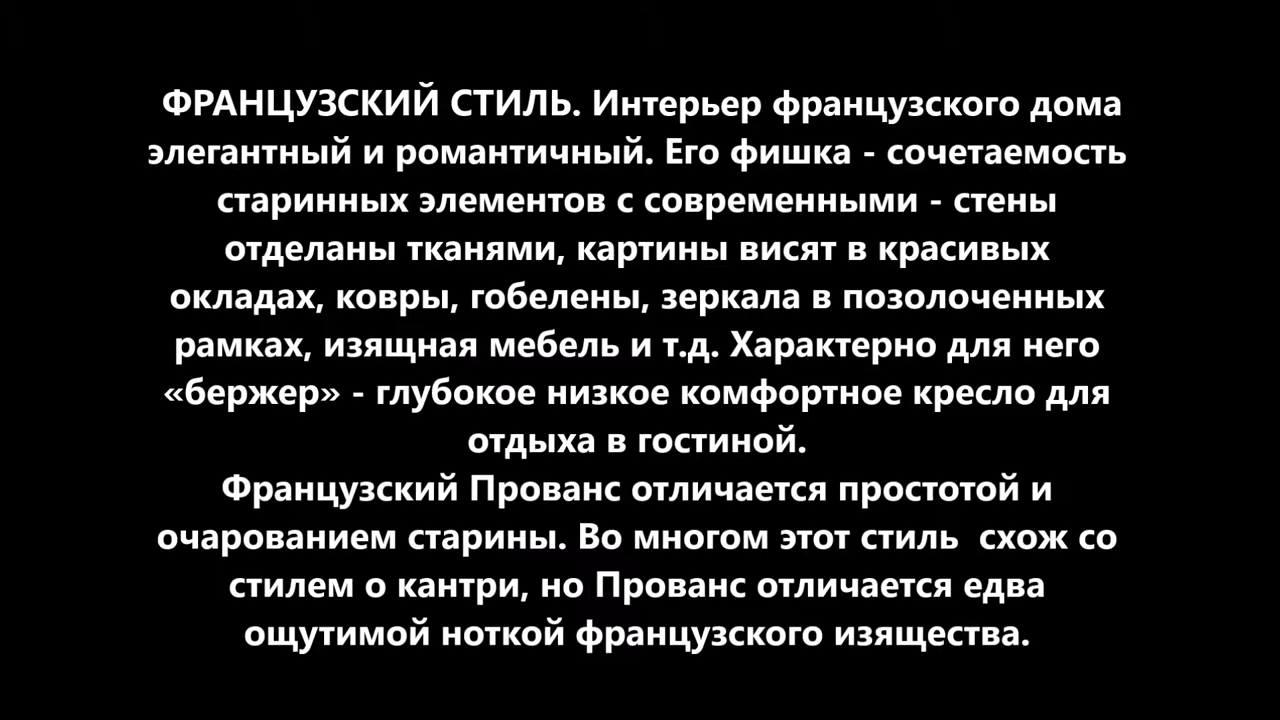 ФРАНЦУЗСКИЙ СТИЛЬ. Интерьер французского дома
элегантный и романтичный. Его фишка - сочетаемость
старинных элементов с современными - стены
отделаны тканями, картины висят в красивых
окладах, ковры, гобелены, зеркала в позолоченных
рамках, изящная мебель и т.д. Характерно для него
«бержер» - глубокое низкое комфортное кресло для
отдыха в гостиной.
Французский Прованс отличается простотой и
очарованием старины. Во многом этот стиль  схож со
стилем о кантри, но Прованс отличается едва
ощутимой ноткой французского изящества.